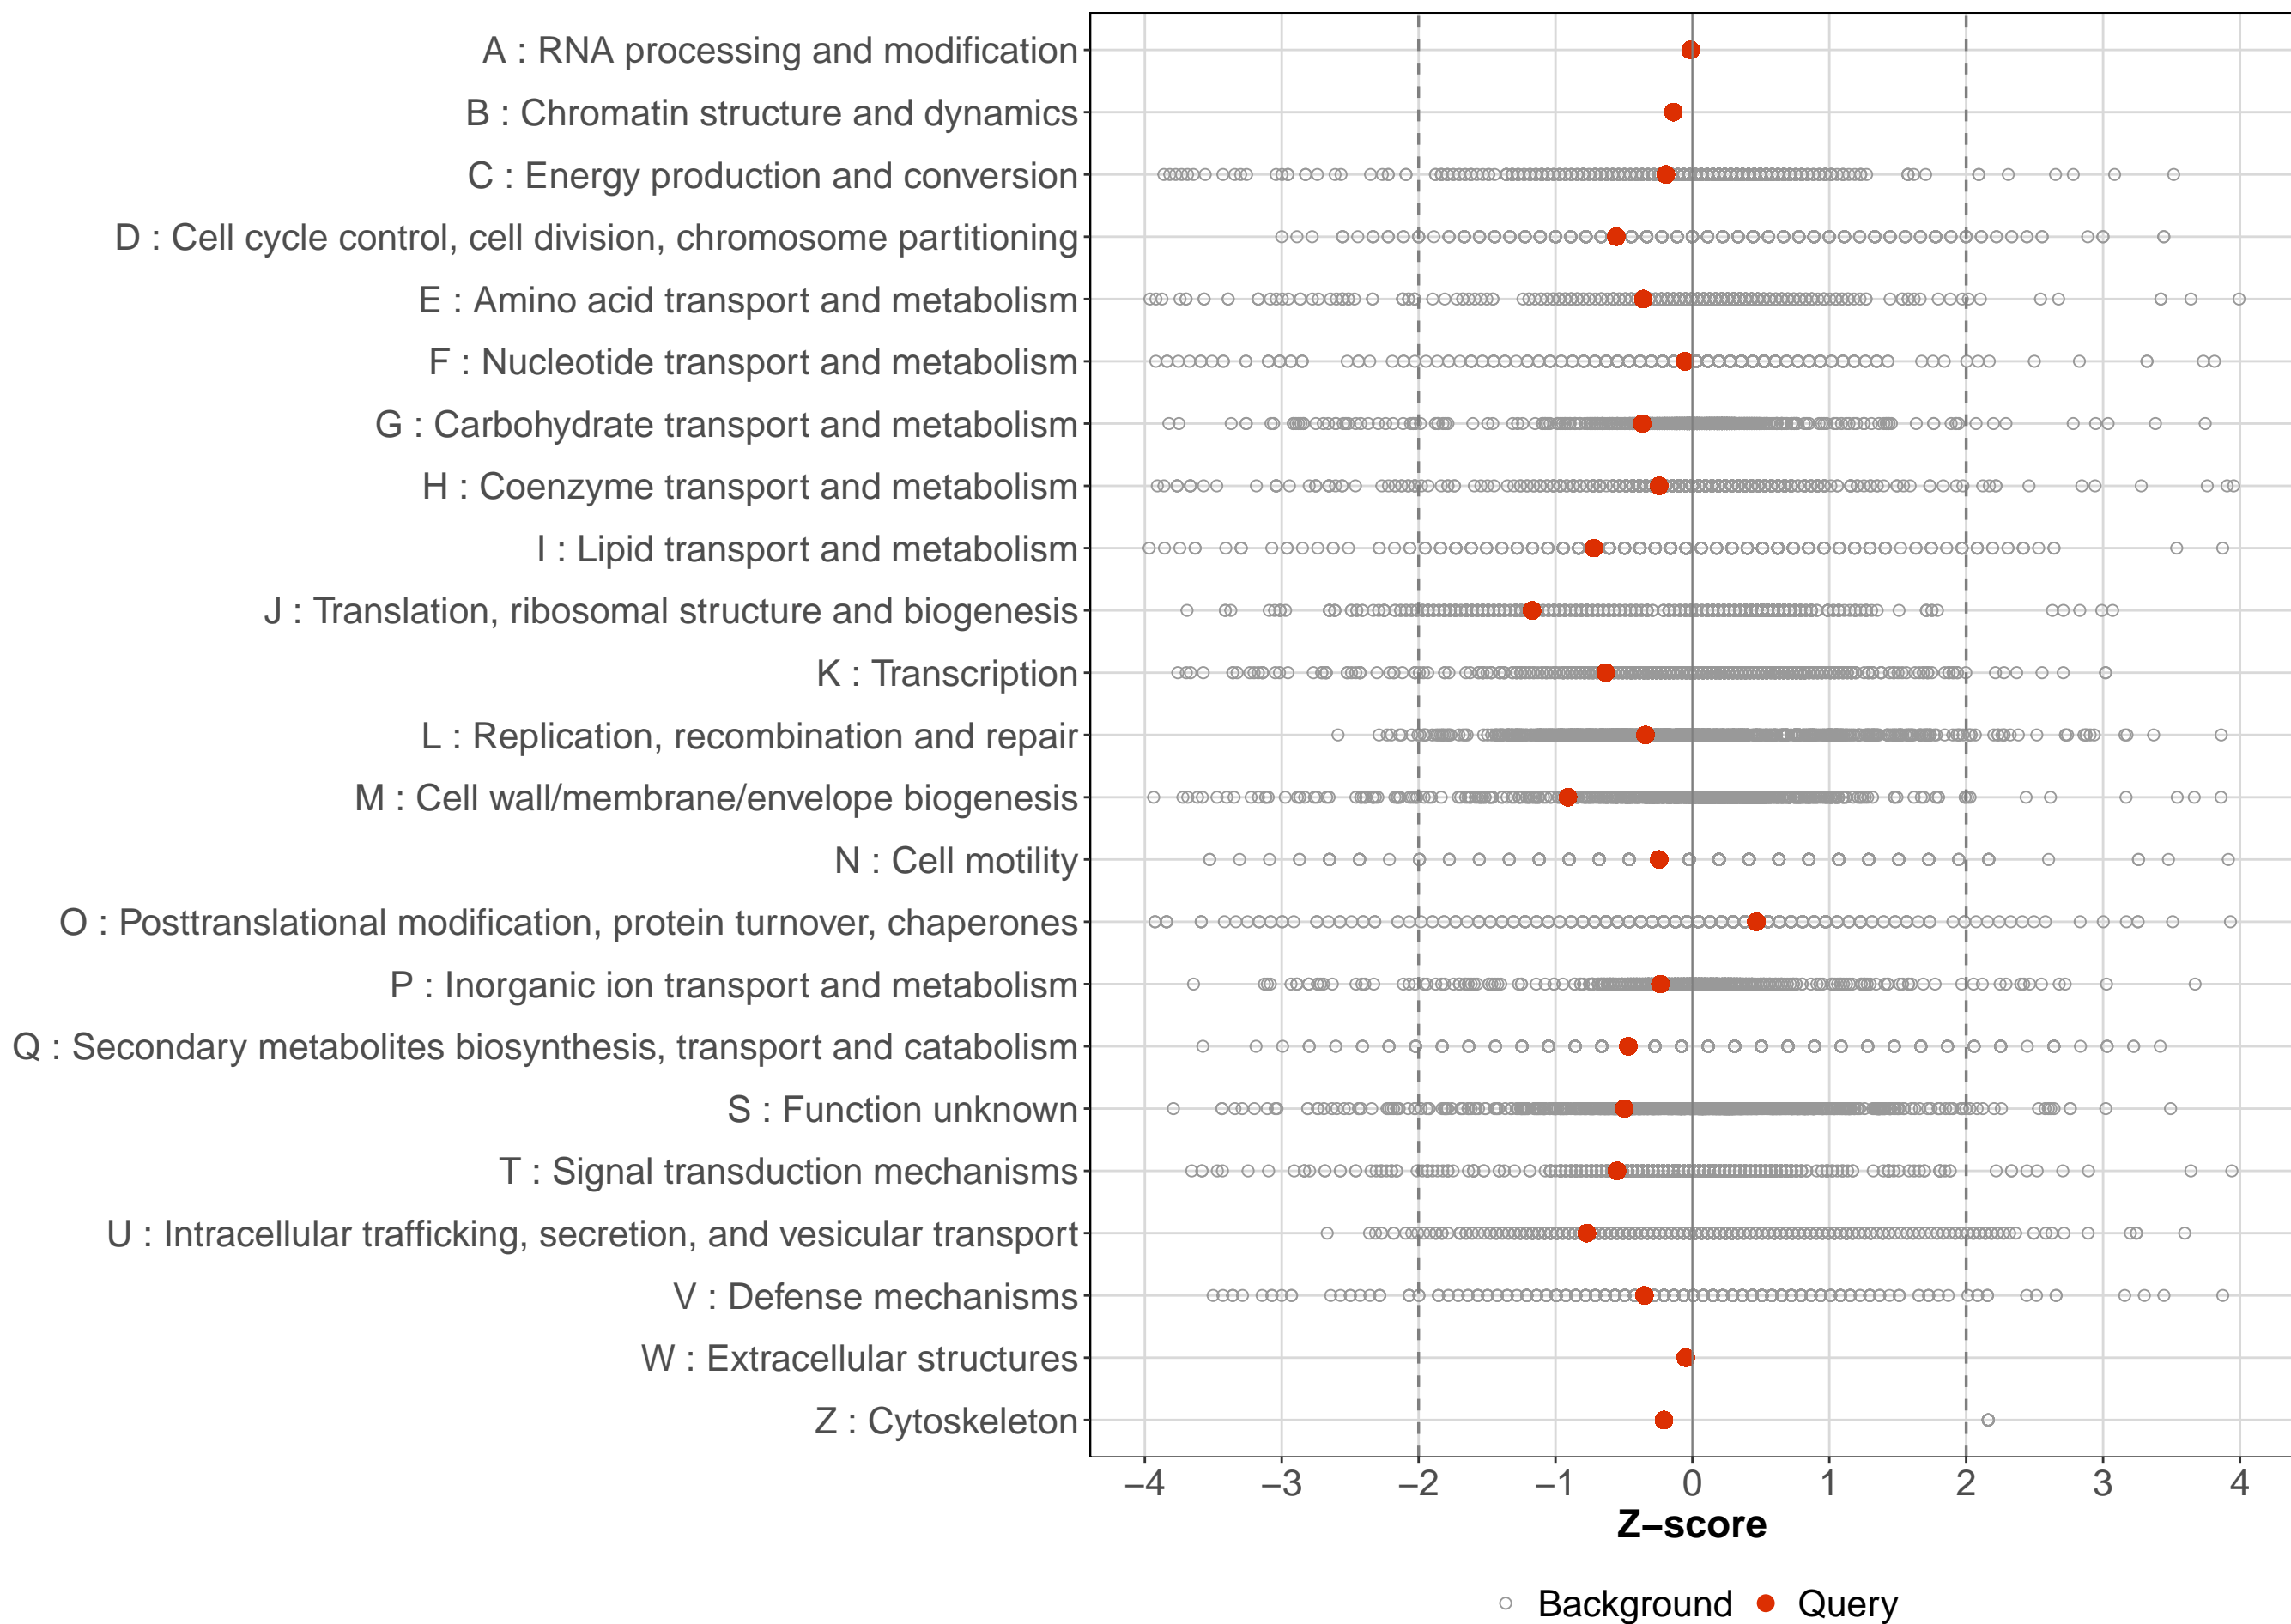 A : RNA processing and modification
B : Chromatin structure and dynamics
C : Energy production and conversion
D : Cell cycle control, cell division, chromosome partitioning
E : Amino acid transport and metabolism
F : Nucleotide transport and metabolism
G : Carbohydrate transport and metabolism
H : Coenzyme transport and metabolism
I : Lipid transport and metabolism
J : Translation, ribosomal structure and biogenesis
K : Transcription
L : Replication, recombination and repair
M : Cell wall/membrane/envelope biogenesis
N : Cell motility
O : Posttranslational modification, protein turnover, chaperones
P : Inorganic ion transport and metabolism
Q : Secondary metabolites biosynthesis, transport and catabolism
S : Function unknown
T : Signal transduction mechanisms
U : Intracellular trafficking, secretion, and vesicular transport
V : Defense mechanisms
W : Extracellular structures
Z : Cytoskeleton
−4 −3 −2 −1 0 1 2 3 4
Z−score
Background Query